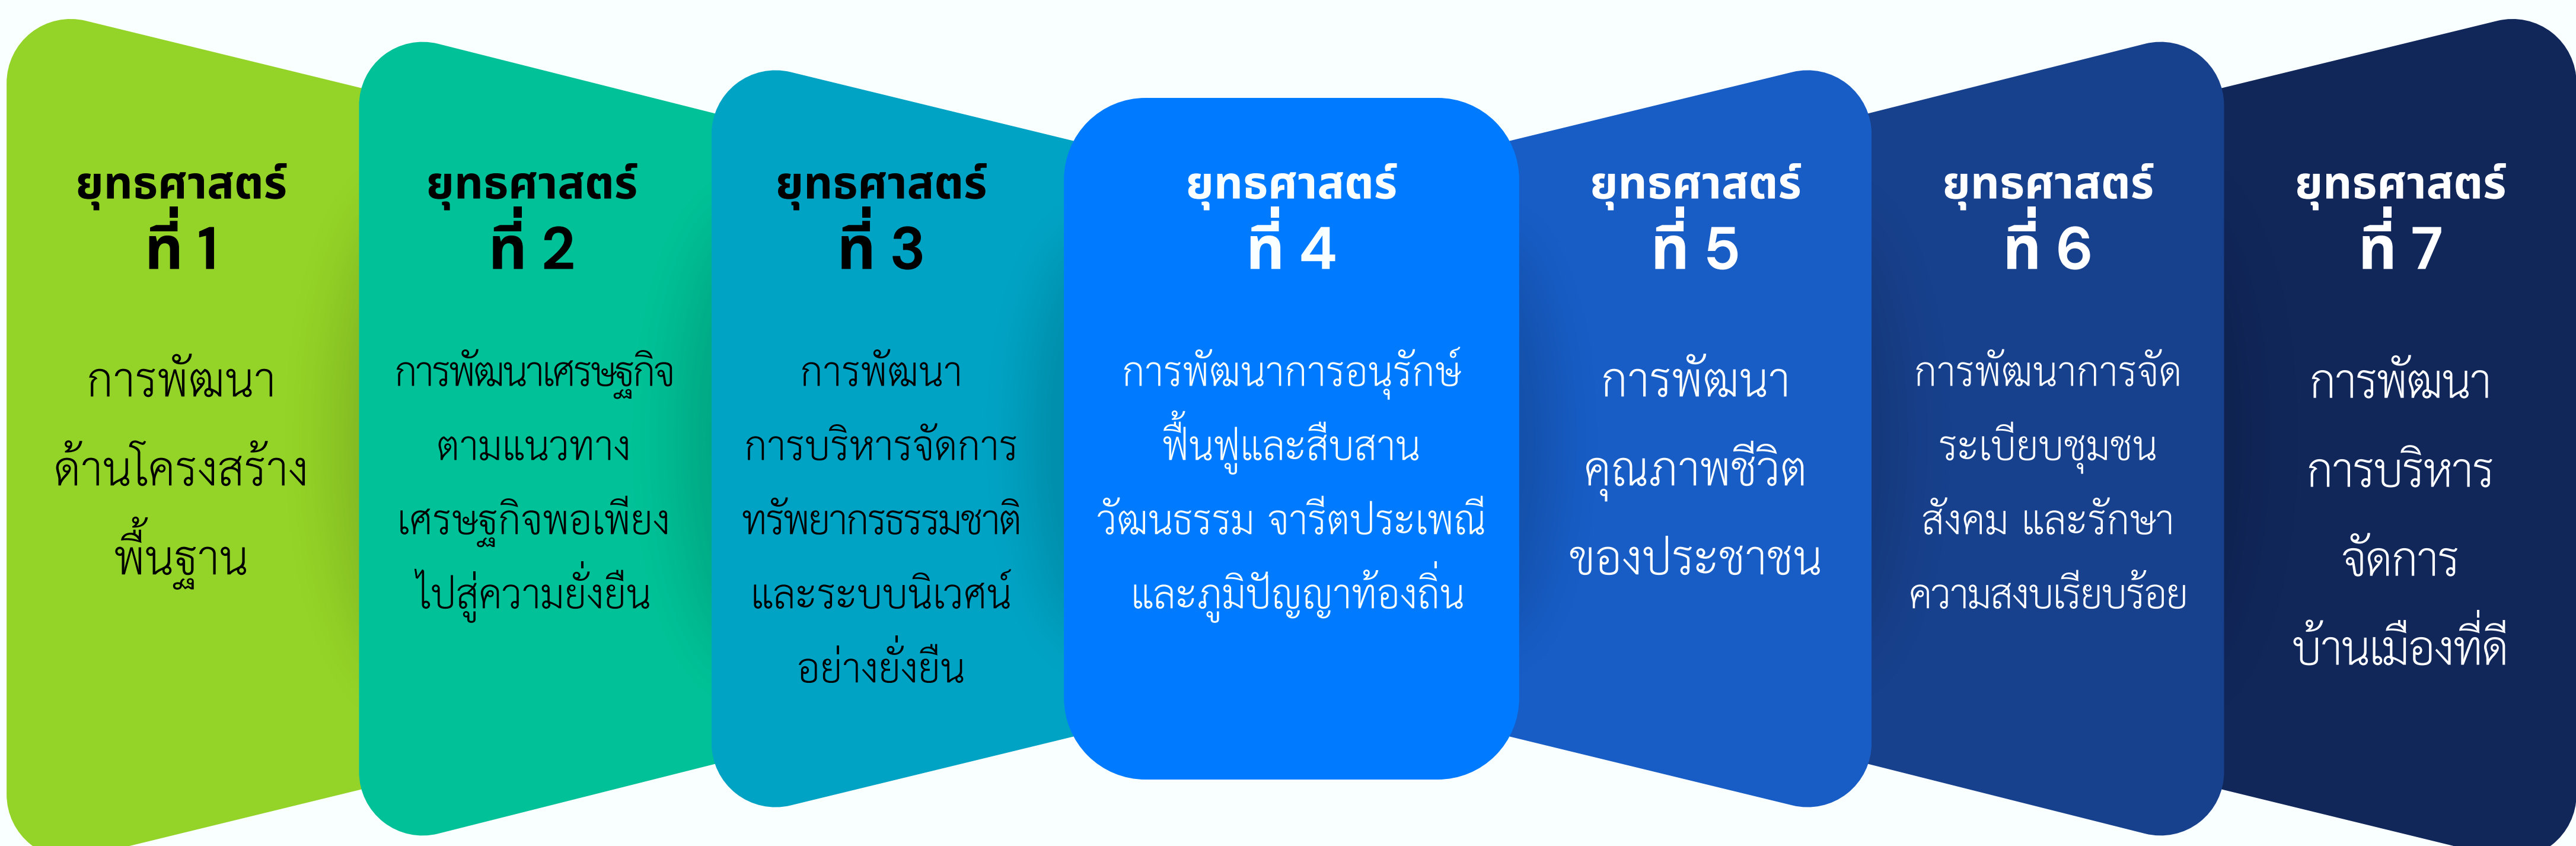 ยุทธศาสตร์
ที่ 1
การพัฒนา
ด้านโครงสร้าง
พื้นฐาน
ยุทธศาสตร์
ที่ 2
การพัฒนาเศรษฐกิจ
ตามแนวทาง
เศรษฐกิจพอเพียง
ไปสู่ความยั่งยืน
ยุทธศาสตร์
ที่ 3
การพัฒนา
การบริหารจัดการ
ทรัพยากรธรรมชาติ
และระบบนิเวศน์
อย่างยั่งยืน
ยุทธศาสตร์
ที่ 4
การพัฒนาการอนุรักษ์
ฟื้นฟูและสืบสาน
วัฒนธรรม จารีตประเพณี
และภูมิปัญญาท้องถิ่น
ยุทธศาสตร์
ที่ 5
การพัฒนา
คุณภาพชีวิต
ของประชาชน
ยุทธศาสตร์
ที่ 6
การพัฒนาการจัด
ระเบียบชุมชน
สังคม และรักษา
ความสงบเรียบร้อย
ยุทธศาสตร์
ที่ 7
การพัฒนา
การบริหาร
จัดการ
บ้านเมืองที่ดี